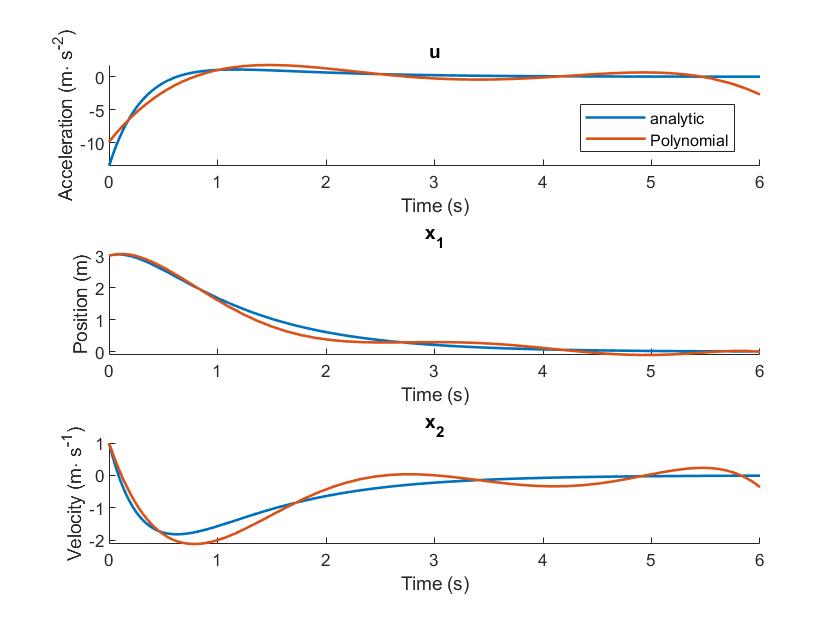 u
Acceleration (m· s-2)
0
-5
-10
analytic
Polynomial
0 1 2 3 4 5 6
Time (s)
x1
Position (m)
3
2
1
0
0 1 2 3 4 5 6
Time (s)
x2
Velocity (m· s-1)
1
0
-1
-2
0 1 2 3 4 5 6
Time (s)